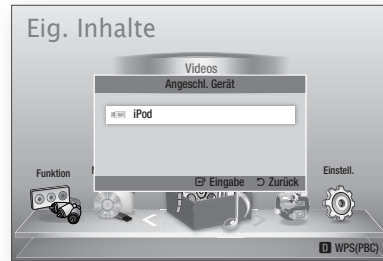 Eig. Inhalte
Videos
Angeschl. Gerät
iPod
Eingabe Zurück
Funktion
Einstell.
D WPS(PBC)